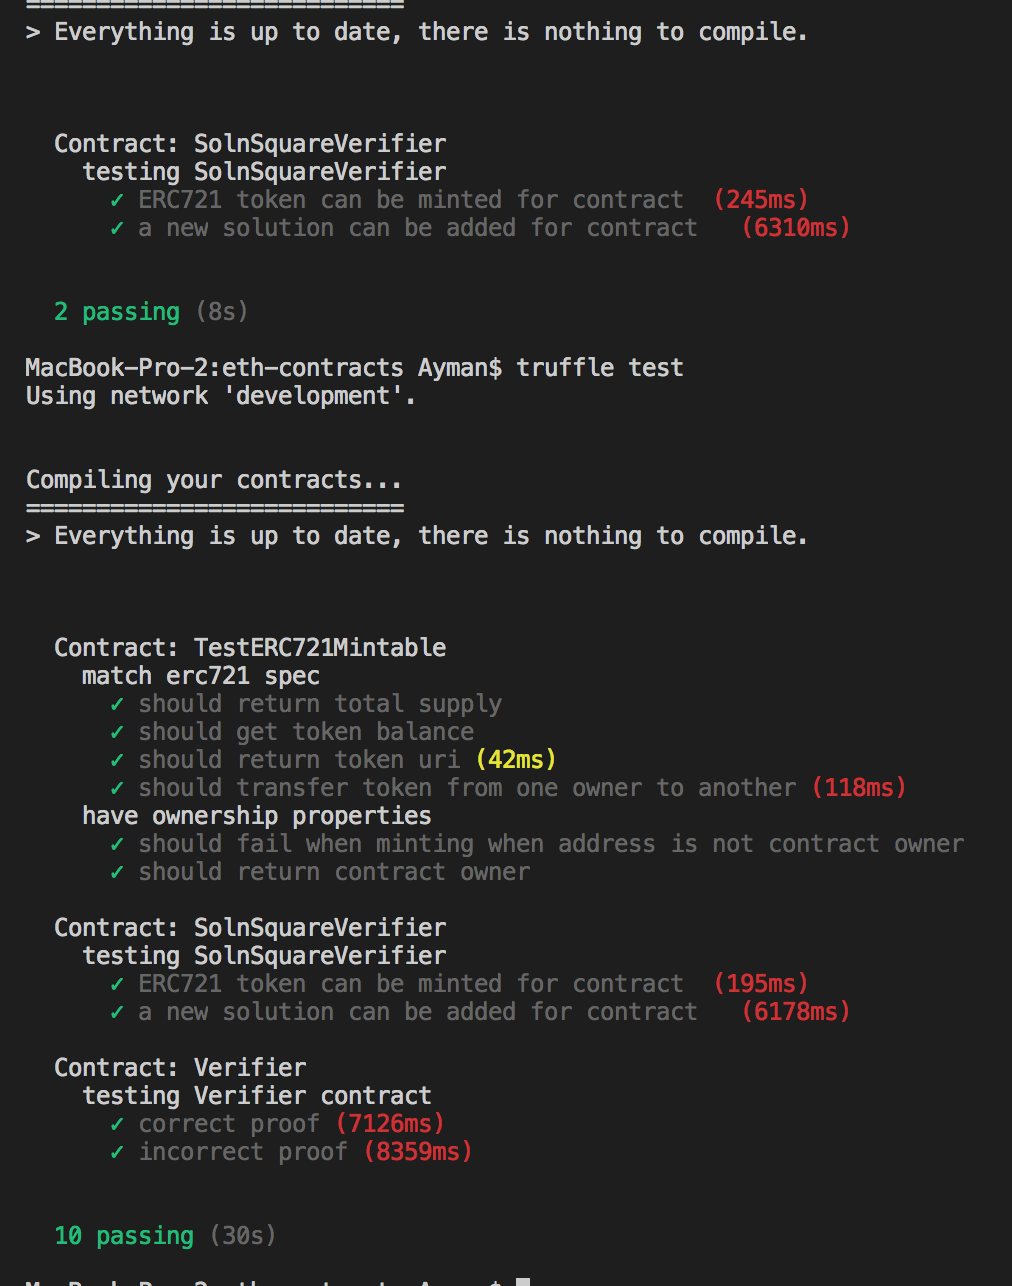 ===========================
> Everything is up to date, there is nothing to compile.
Contract: SolnSquareVerifier
testing SolnSquareVerifier
✓ ERC721 token can be minted for contract (245ms)
✓ a new solution can be added for contract (6310ms)
2 passing (8s)
MacBook-Pro-2:eth-contracts Ayman$ truffle test
Using network 'development'.
Compiling your contracts...
===========================
> Everything is up to date, there is nothing to compile.
Contract: TestERC721Mintable
match erc721 spec
✓ should return total supply
✓ should get token balance
✓ should return token uri (42ms)
✓ should transfer token from one owner to another (118ms)
have ownership properties
✓ should fail when minting when address is not contract owner
✓ should return contract owner
Contract: SolnSquareVerifier
testing SolnSquareVerifier
✓ ERC721 token can be minted for contract (195ms)
✓ a new solution can be added for contract (6178ms)
Contract: Verifier
testing Verifier contract
✓ correct proof (7126ms)
✓ incorrect proof (8359ms)
10 passing (30s)
MacBook-Pro-2:eth-contracts Ayman$